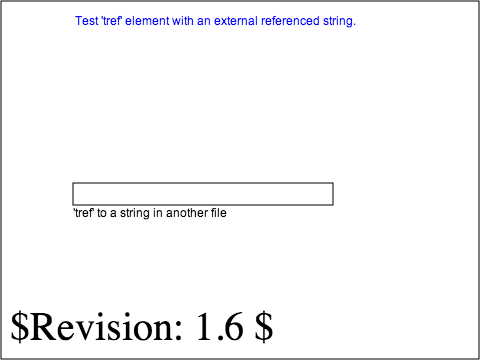 Test 'tref' element with an external referenced string.
'tref' to a string in another file
$Revision: 1.6 $